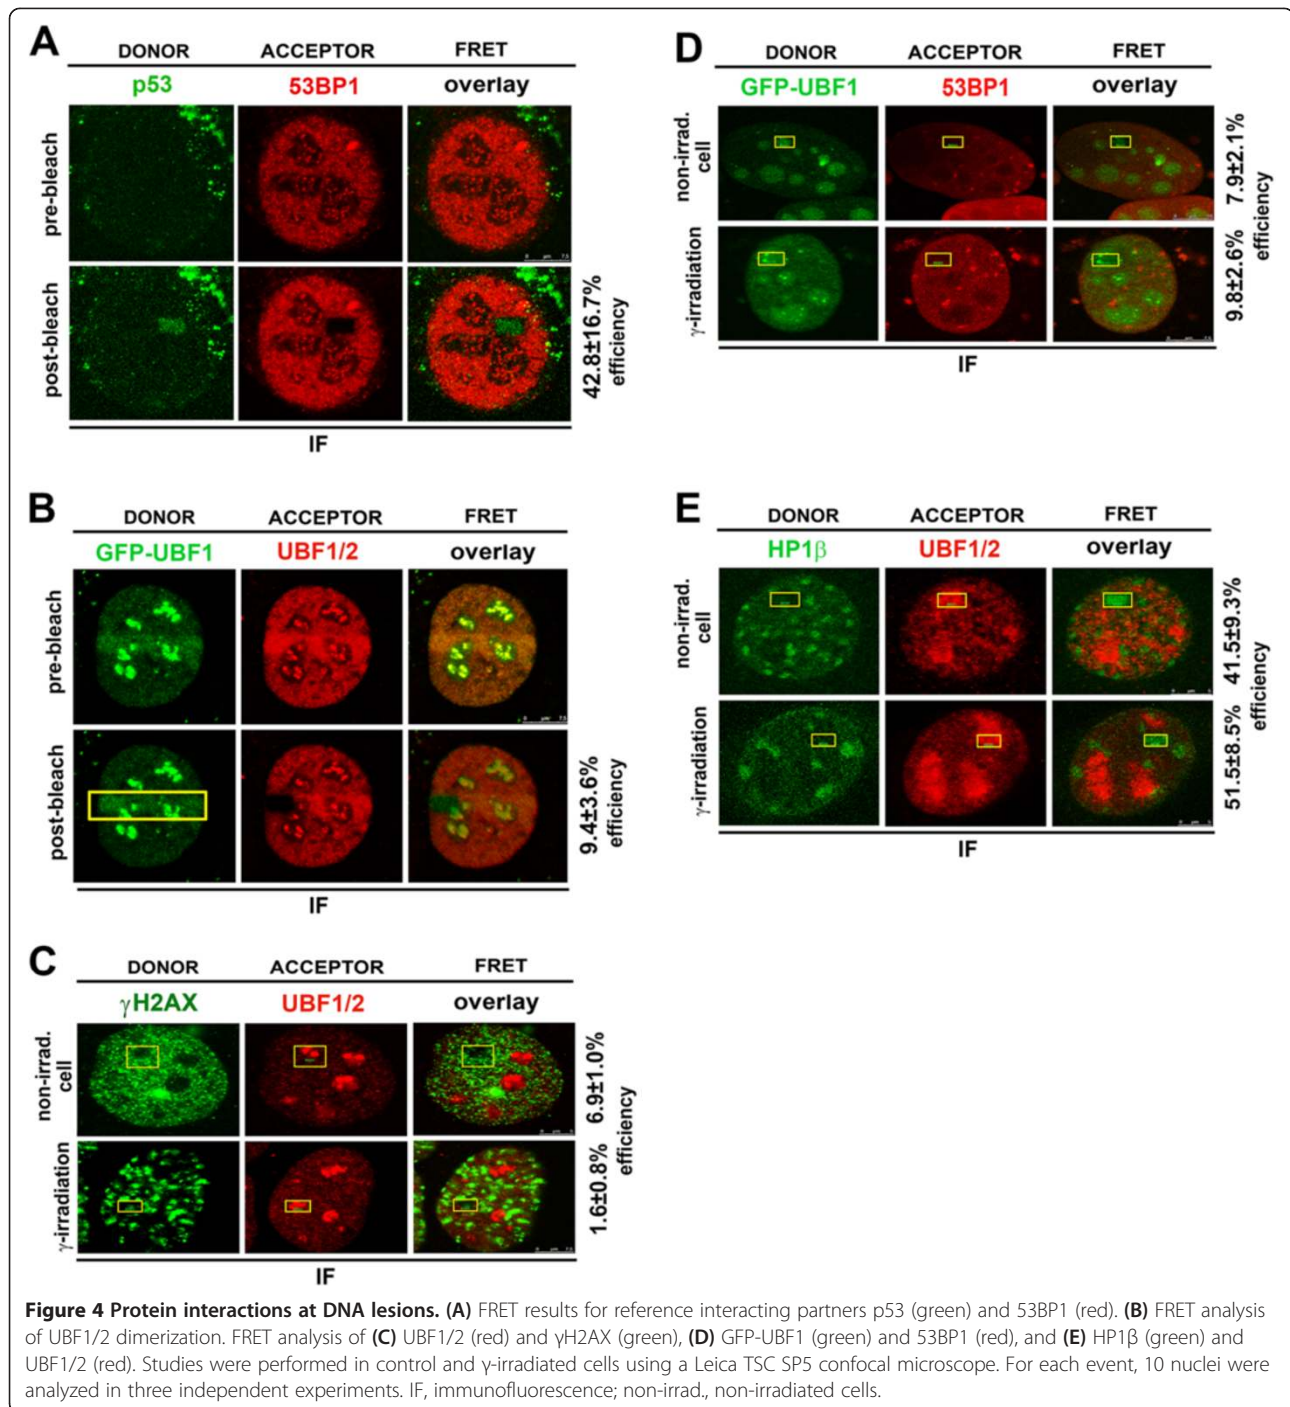 A
DONOR ACCEPTOR FRET
p53 53BP1 overlay
pre-bleach
post-bleach
42.8±16.7%
efficiency
IF
B
DONOR ACCEPTOR FRET
GFP-UBF1 UBF1/2 overlay
pre-bleach
post-bleach
9.4±3.6%
efficiency
IF
C
DONOR ACCEPTOR FRET
γH2AX UBF1/2 overlay
non-irrad.
cell
γ-irradiation
6.9±1.0%
1.6±0.8%
efficiency
IF
D
DONOR ACCEPTOR FRET
GFP-UBF1 53BP1 overlay
non-irrad.
cell
γ-irradiation
7.9±2.1%
9.8±2.6%
efficiency
IF
E
DONOR ACCEPTOR FRET
HP1β UBF1/2 overlay
non-irrad.
cell
γ-irradiation
41.5±9.3%
51.5±8.5%
efficiency
IF
Figure 4 Protein interactions at DNA lesions. (A) FRET results for reference interacting partners p53 (green) and 53BP1 (red). (B) FRET analysis
of UBF1/2 dimerization. FRET analysis of (C) UBF1/2 (red) and γH2AX (green), (D) GFP-UBF1 (green) and 53BP1 (red), and (E) HP1β (green) and
UBF1/2 (red). Studies were performed in control and γ-irradiated cells using a Leica TSC SP5 confocal microscope. For each event, 10 nuclei were
analyzed in three independent experiments. IF, immunofluorescence; non-irrad., non-irradiated cells.